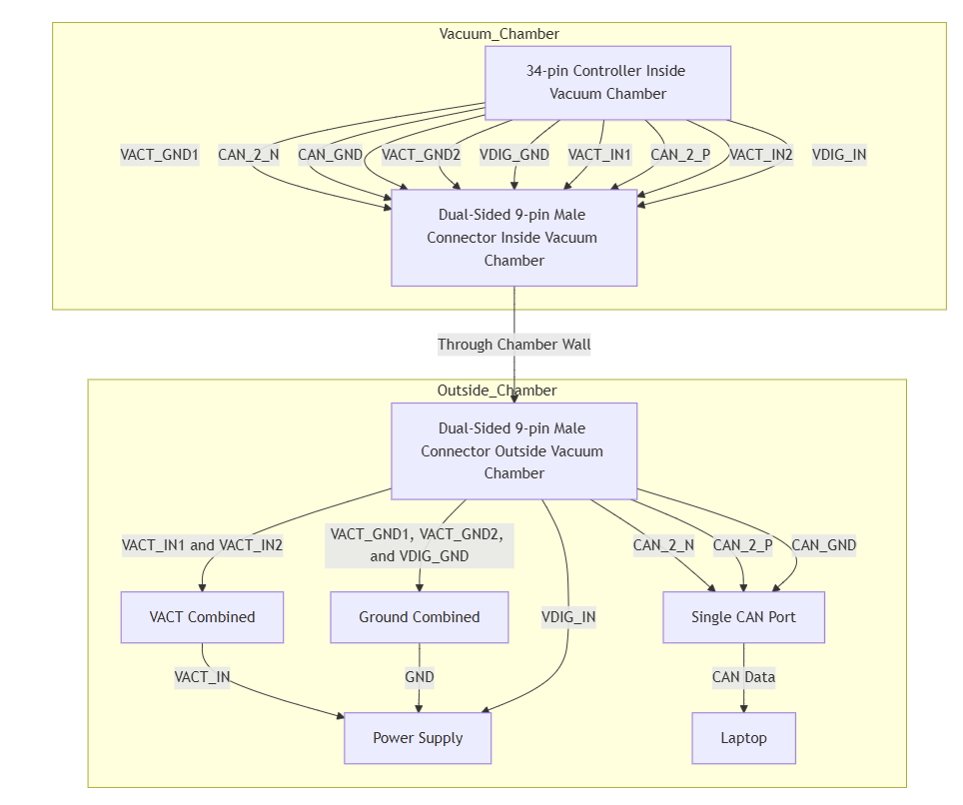 Vacuum_Chamber
34-pin Controller Inside
Vacuum Chamber
VACT_GND1
CAN_2_N
CAN_GND
VACT_GND2
VDIG_GND
VACT_IN1
CAN_2_P
VACT_IN2
VDIG_IN
Dual-Sided 9-pin Male
Connector Inside Vacuum
Chamber
Through Chamber Wall
Outside_Chamber
Dual-Sided 9-pin Male
Connector Outside Vacuum
Chamber
VACT_IN1 and VACT_IN2
VACT_GND1, VACT_GND2,
and VDIG_GND
VDIG_IN
CAN_2_N
CAN_2_P
CAN_GND
VACT Combined
Ground Combined
Single CAN Port
VACT_IN
GND
CAN Data
Power Supply
Laptop